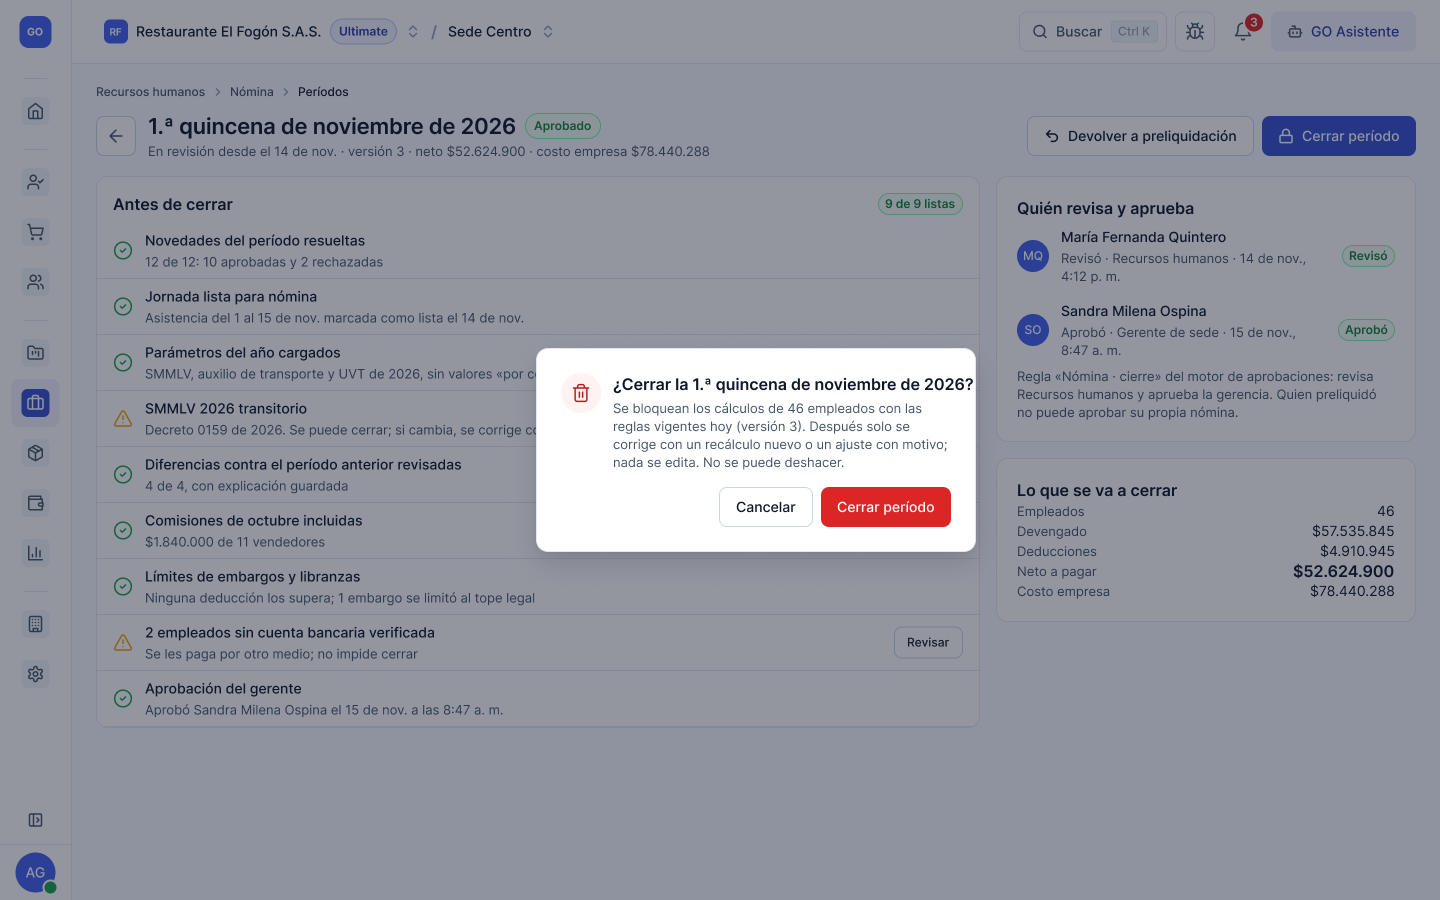 GO
RF Restaurante El Fogón S.A.S. Ultimate / Sede Centro
Buscar Ctrl K
3
GO Asistente
Recursos humanos > Nómina > Períodos
1.ª quincena de noviembre de 2026 Aprobado
En revisión desde el 14 de nov. · versión 3 · neto $52.624.900 · costo empresa $78.440.288
Devolver a preliquidación
Cerrar período
Antes de cerrar
9 de 9 listas
Novedades del período resueltas
12 de 12: 10 aprobadas y 2 rechazadas
Jornada lista para nómina
Asistencia del 1 al 15 de nov. marcada como lista el 14 de nov.
Parámetros del año cargados
SMMLV, auxilio de transporte y UVT de 2026, sin valores «por
SMMLV 2026 transitorio
Decreto 0159 de 2026. Se puede cerrar; si cambia, se corrige
Diferencias contra el período anterior revisadas
4 de 4, con explicación guardada
Comisiones de octubre incluidas
$1.840.000 de 11 vendedores
Límites de embargos y libranzas
Ninguna deducción los supera; 1 embargo se limitó al tope legal
2 empleados sin cuenta bancaria verificada
Se les paga por otro medio; no impide cerrar
Revisar
Aprobación del gerente
Aprobó Sandra Milena Ospina el 15 de nov. a las 8:47 a. m.
¿Cerrar la 1.ª quincena de noviembre de 2026?
Se bloquean los cálculos de 46 empleados con las
reglas vigentes hoy (versión 3). Después solo se
corrige con un recálculo nuevo o un ajuste con motivo;
nada se edita. No se puede deshacer.
Cancelar
Cerrar período
Quién revisa y aprueba
MQ
María Fernanda Quintero
Revisó · Recursos humanos · 14 de nov.,
4:12 p. m.
Revisó
SO
Sandra Milena Ospina
Aprobó · Gerente de sede · 15 de nov.,
8:47 a. m.
Aprobó
Regla «Nómina · cierre» del motor de aprobaciones: revisa
Recursos humanos y aprueba la gerencia. Quien preliquidó
no puede aprobar su propia nómina.
Lo que se va a cerrar
Empleados 46
Devengado $57.535.845
Deducciones $4.910.945
Neto a pagar $52.624.900
Costo empresa $78.440.288
AG